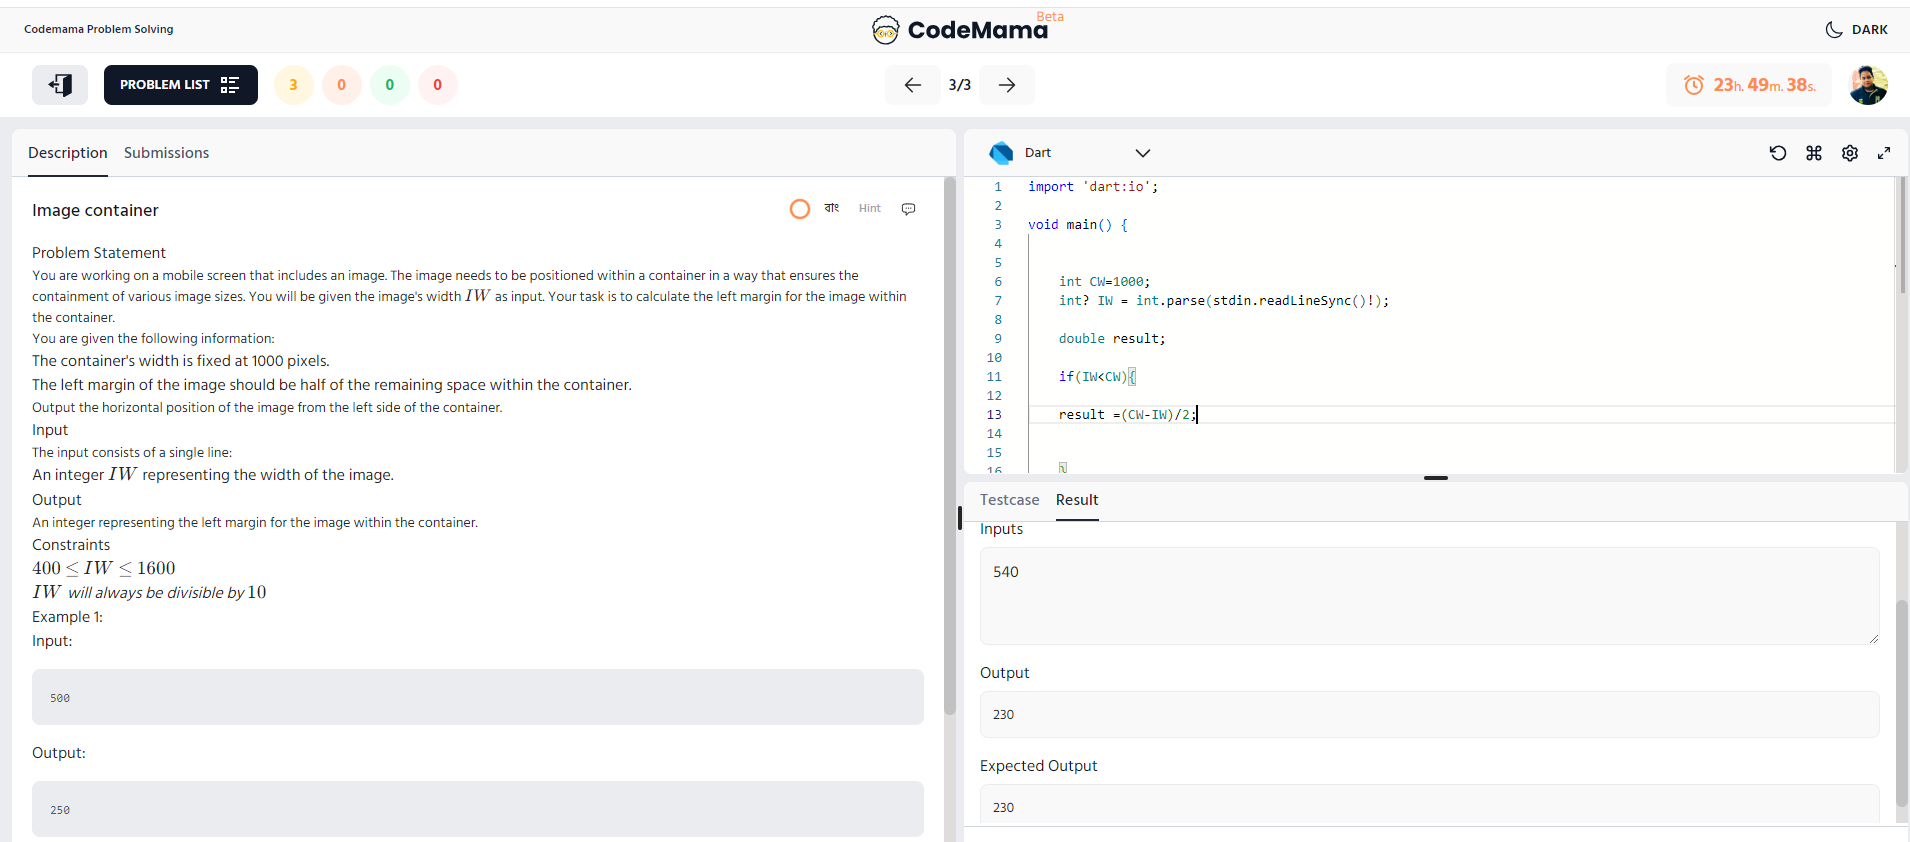 Codemama Problem Solving
CodeMama
Beta
DARK
PROBLEM LIST
3
0
0
0
3/3
23h. 49m. 38s.
Description
Submissions
Image container
বাং
Hint
Problem Statement
You are working on a mobile screen that includes an image. The image needs to be positioned within a container in a way that ensures the
containment of various image sizes. You will be given the image's width IW as input. Your task is to calculate the left margin for the image within
the container.
You are given the following information:
The container's width is fixed at 1000 pixels.
The left margin of the image should be half of the remaining space within the container.
Output the horizontal position of the image from the left side of the container.
Input
The input consists of a single line:
An integer IW representing the width of the image.
Output
An integer representing the left margin for the image within the container.
Constraints
400 ≤ IW ≤ 1600
IW will always be divisible by 10
Example 1:
Input:
500
Output:
250
Dart
1 import 'dart:io';
2
3 void main() {
4
5
6 int CW=1000;
7 int? IW = int.parse(stdin.readLineSync()!);
8
9 double result;
10
11 if(IW<CW){
12
13 result =(CW-IW)/2;
14
15
16 }
Testcase
Result
Inputs
540
Output
230
Expected Output
230